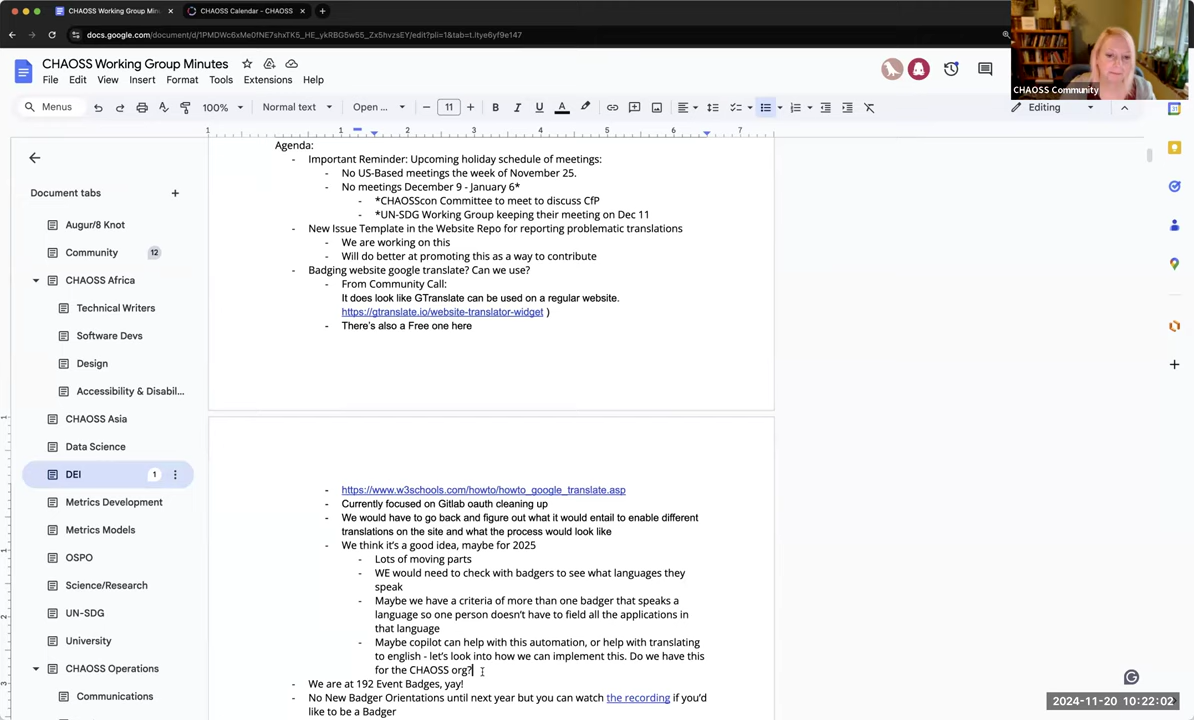 CHAOSS Working Group Min
CHAOSS Calendar - CHAOSS
docs.google.com/document/d/1PMDWc6xMe0fNE7shxTK5_HE_ykRBG5w55_Zx5hvzsEY/edit?pli=1&tab=t.ltye6yf9e147
CHAOSS Working Group Minutes
File Edit View Insert Format Tools Extensions Help
CHAOSS Community
Menus 100% Normal text Open ... 11 Editing
1 1 2 3 4 5 6 7
Document tabs
Augur/8 Knot
Community 12
CHAOSS Africa
Technical Writers
Software Devs
Design
Accessibility & Disabil...
CHAOSS Asia
Data Science
DEI 1
Metrics Development
Metrics Models
OSPO
Science/Research
UN-SDG
University
CHAOSS Operations
Communications
Agenda:
- Important Reminder: Upcoming holiday schedule of meetings:
- No US-Based meetings the week of November 25.
- No meetings December 9 - January 6*
- *CHAOSScon Committee to meet to discuss CfP
- *UN-SDG Working Group keeping their meeting on Dec 11
- New Issue Template in the Website Repo for reporting problematic translations
- We are working on this
- Will do better at promoting this as a way to contribute
- Badging website google translate? Can we use?
- From Community Call:
It does look like GTranslate can be used on a regular website.
https://gtranslate.io/website-translator-widget )
- There's also a Free one here
- https://www.w3schools.com/howto/howto_google_translate.asp
- Currently focused on Gitlab oauth cleaning up
- We would have to go back and figure out what it would entail to enable different
translations on the site and what the process would look like
- We think it's a good idea, maybe for 2025
- Lots of moving parts
- WE would need to check with badgers to see what languages they
speak
- Maybe we have a criteria of more than one badger that speaks a
language so one person doesn't have to field all the applications in
that language
- Maybe copilot can help with this automation, or help with translating
to english - let's look into how we can implement this. Do we have this
for the CHAOSS org?
- We are at 192 Event Badges, yay!
- No New Badger Orientations until next year but you can watch the recording if you'd
like to be a Badger
2024-11-20 10:22:02